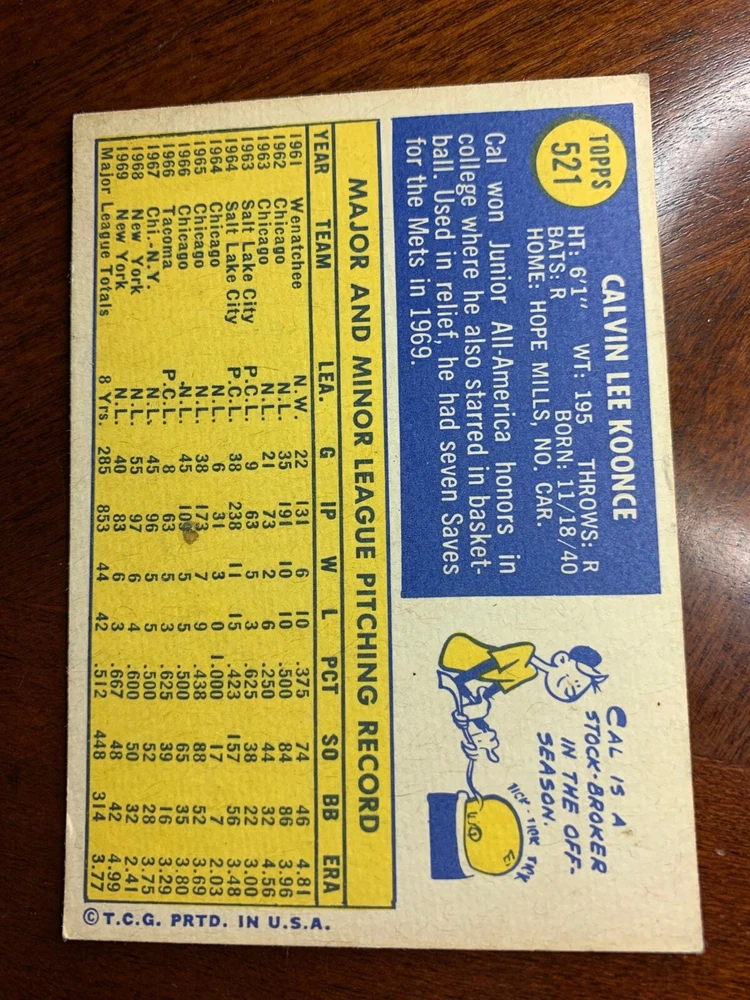 TOPPS
521
CALVIN LEE KOONCE
HT: 6'1" WT: 195 THROWS: R
BATS: R BORN: 11/18/40
HOME: HOPE MILLS, NO. CAR.
Cal won Junior All-America honors in
college where he also starred in basket-
ball. Used in relief, he had seven Saves
for the Mets in 1969.
CAL IS A
STOCK-BROKER
IN THE OFF-
SEASON.
TICK-TICK TICK
MAJOR AND MINOR LEAGUE PITCHING RECORD
YEAR TEAM LEA. G IP W L PCT SO BB ERA
1961 Wenatchee N.W. 22 131 6 10 .375 74 46 4.81
1962 Chicago N.L. 35 191 10 10 .500 84 86 3.96
1963 Chicago N.L. 21 73 2 6 .250 44 32 4.56
1963 Salt Lake City P.C.L. 9 63 5 3 .625 38 22 3.00
1964 Salt Lake City P.C.L. 38 238 11 15 .423 157 56 3.48
1964 Chicago N.L. 6 31 3 0 1.000 17 7 2.03
1965 Chicago N.L. 38 173 7 9 .438 88 52 3.69
1966 Chicago N.L. 45 109 5 5 .500 65 35 3.80
1966 Tacoma P.C.L. 8 63 5 3 .625 39 16 3.29
1967 Chi.-N.Y. N.L. 45 96 5 5 .500 52 28 3.75
1968 New York N.L. 55 97 6 4 .600 50 32 2.41
1969 New York N.L. 40 83 6 3 .667 48 42 4.99
Major League Totals 8 Yrs. 285 853 44 42 .512 448 314 3.77
© T.C.G. PRTD. IN U.S.A.